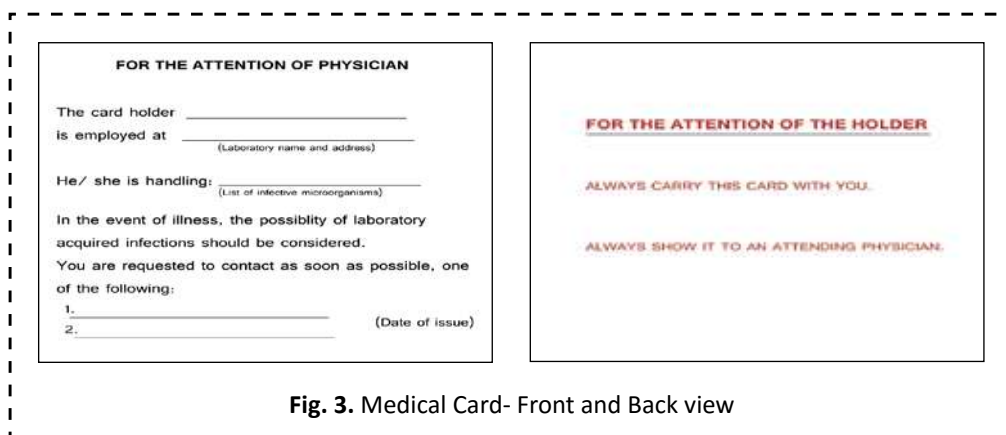 FOR THE ATTENTION OF PHYSICIAN
The card holder
is employed at
(Laboratory name and address)
He/ she is handling:
(List of infective microorganisms)
In the event of illness, the possiblity of laboratory
acquired infections should be considered.
You are requested to contact as soon as possible, one
of the following:
1.
2.
(Date of issue)
FOR THE ATTENTION OF THE HOLDER
ALWAYS CARRY THIS CARD WITH YOU.
ALWAYS SHOW IT TO AN ATTENDING PHYSICIAN.
Fig. 3. Medical Card- Front and Back view